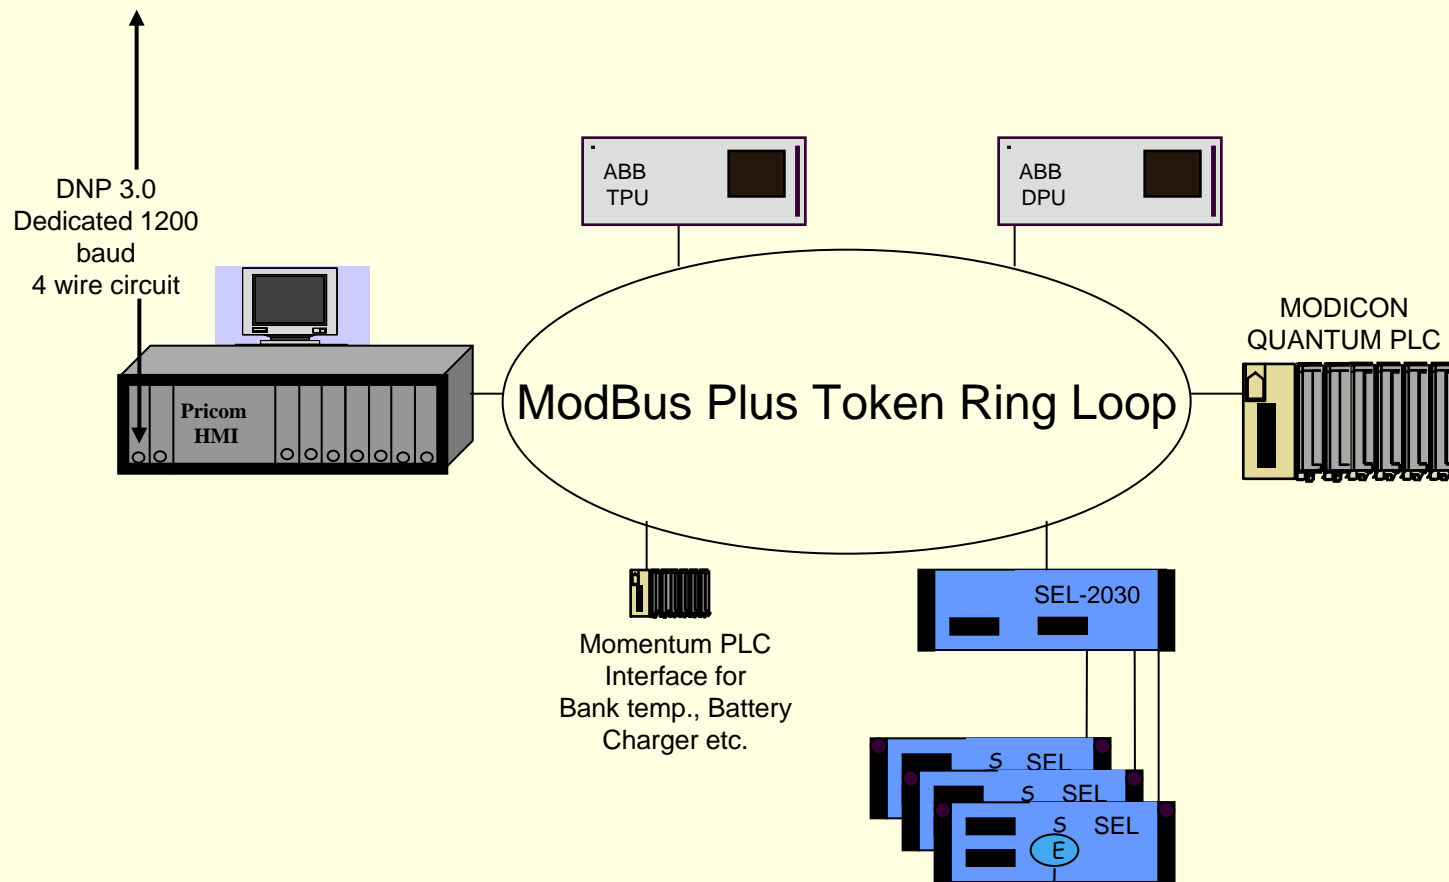 DNP 3.0
Dedicated 1200
baud
4 wire circuit
ABB
TPU
ABB
DPU
MODICON
QUANTUM PLC
Pricom
HMI
ModBus Plus Token Ring Loop
SEL-2030
Momentum PLC
Interface for
Bank temp., Battery
Charger etc.
S SEL
S SEL
S SEL
E